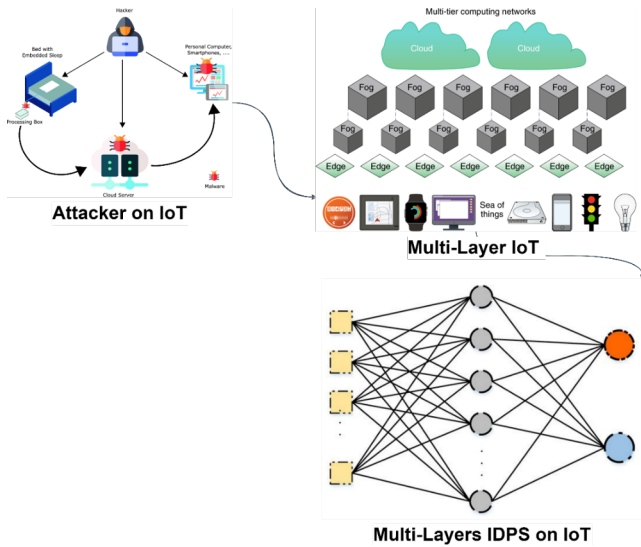 Hacker
Bed with
Embedded Sleep
Personal Computer,
Smartphones, ....
Processing Box
Cloud Server
Malware
Attacker on IoT
Multi-tier computing networks
Cloud Cloud
Fog Fog Fog Fog Fog Fog
Fog Fog Fog Fog Fog Fog
Edge Edge Edge Edge Edge Edge Edge
Sea of
things
Multi-Layer IoT
Multi-Layers IDPS on IoT